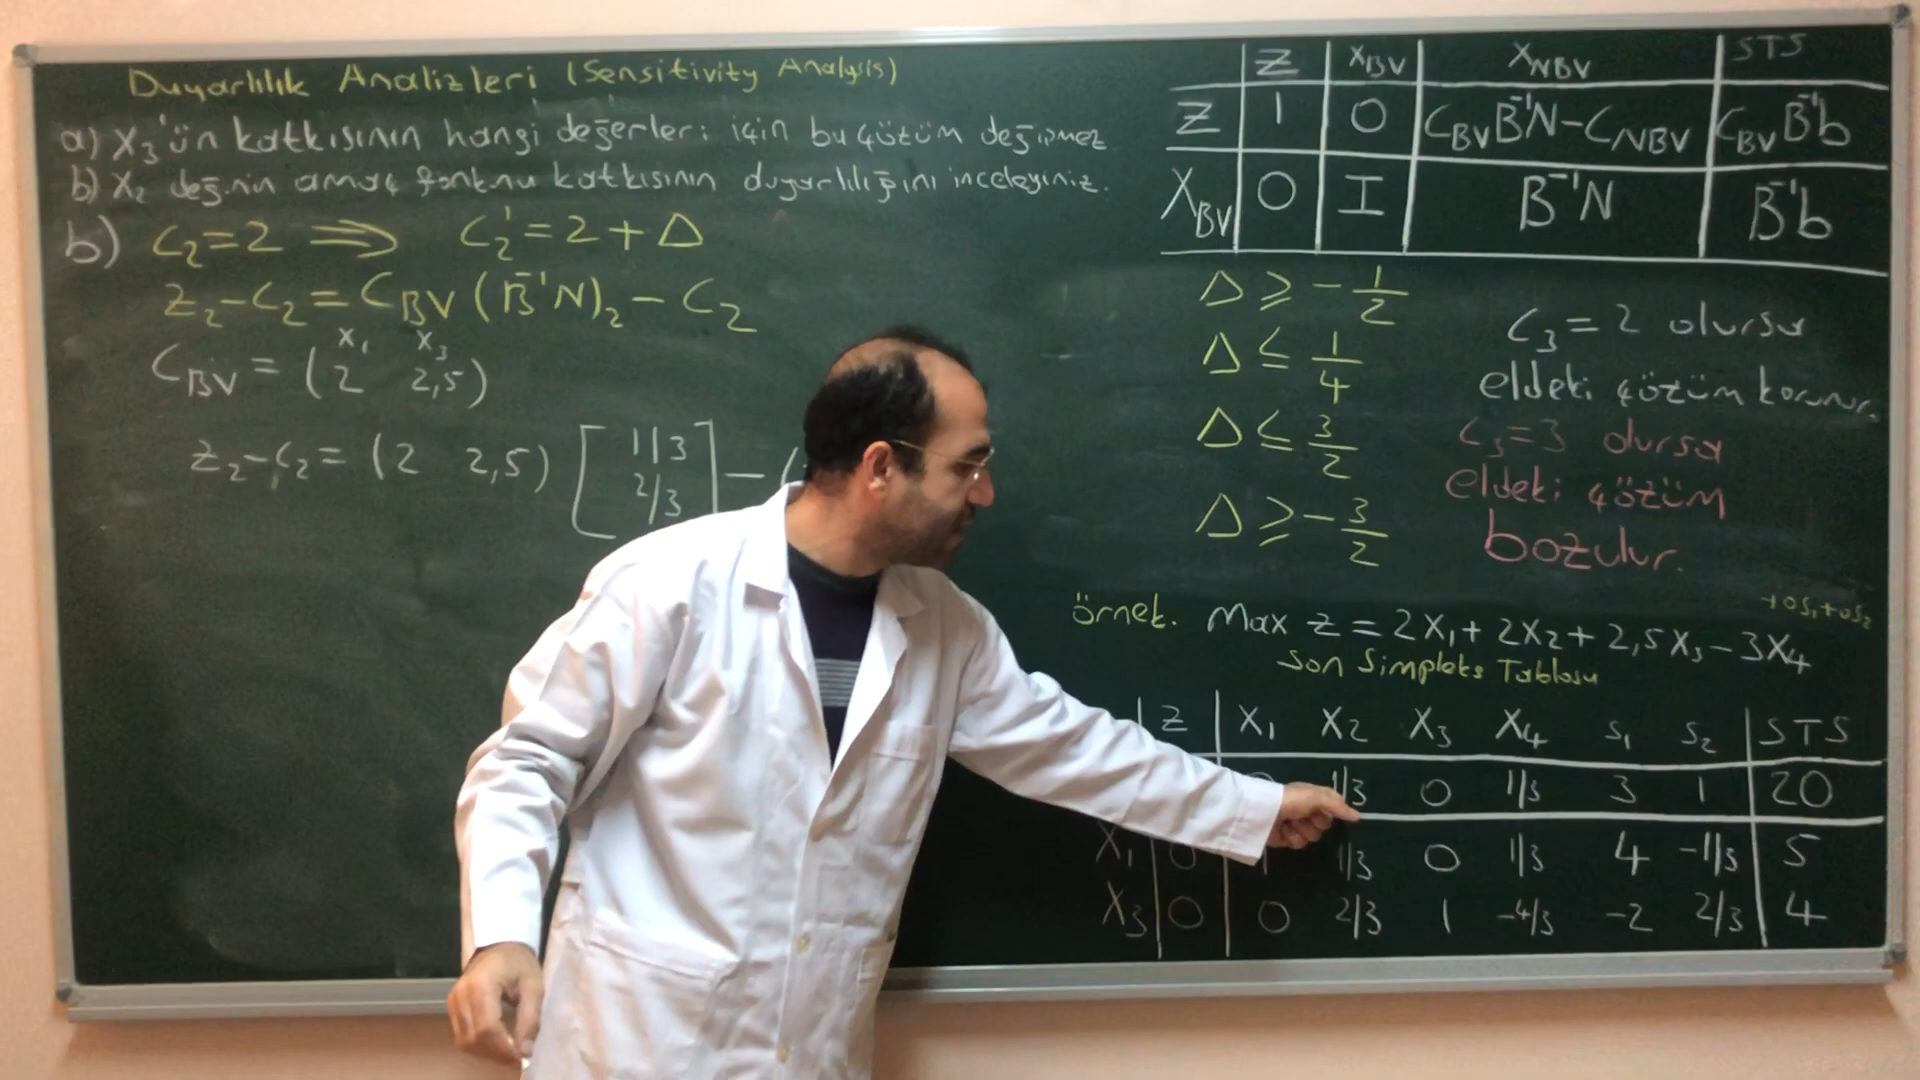 Duyarlılık Analizleri (Sensitivity Analysis)
a) X₃'ün katkısının hangi değerleri için bu çözüm değişmez
b) X₂ değ.nin amaç fonk.nu katkısının duyarlılığını inceleyiniz.
b) C₂=2 ⟹ C₂'=2+Δ
Z₂-C₂ = C_BV (B⁻¹N)₂ - C₂
X₁ X₃
C_BV = (2 2,5)
Z₂-C₂ = (2 2,5) [1/3 2/3] - (
Z X_BV X_NBV STS
Z 1 0 C_BV B⁻¹N-C_NBV C_BV B⁻¹b
X_BV 0 I B⁻¹N B⁻¹b
Δ ≥ -1/2
Δ ≤ 1/4
Δ ≤ 3/2
Δ ≥ -3/2
C₃=2 olursa
eldeki çözüm korunur.
C₃=3 olursa
eldeki çözüm
bozulur.
+0S₁+0S₂
örnek. Max Z = 2X₁+2X₂+2,5X₃-3X₄
Son Simpleks Tablosu
Z X₁ X₂ X₃ X₄ S₁ S₂ STS
0 1/3 0 1/3 3 1 20
X₁ 0 1 1/3 0 1/3 4 -1/3 5
X₃ 0 0 2/3 1 -4/3 -2 2/3 4